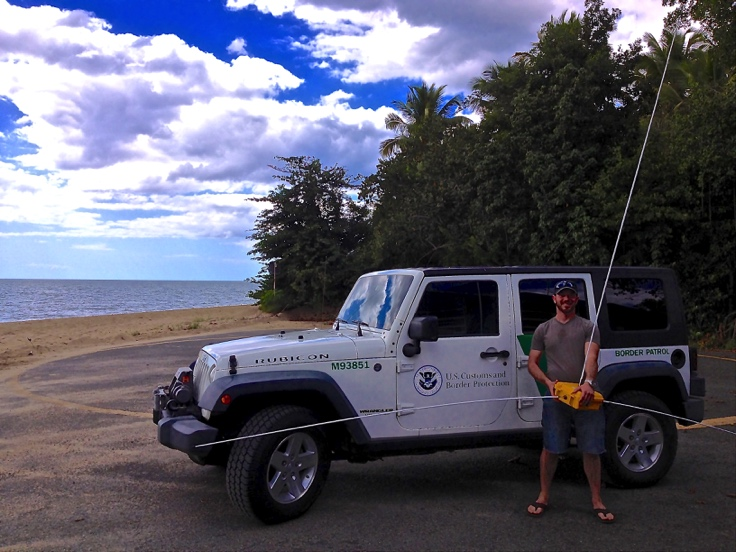 RUBICON
M93851
U.S. Customs and
Border Protection
BORDER PATROL